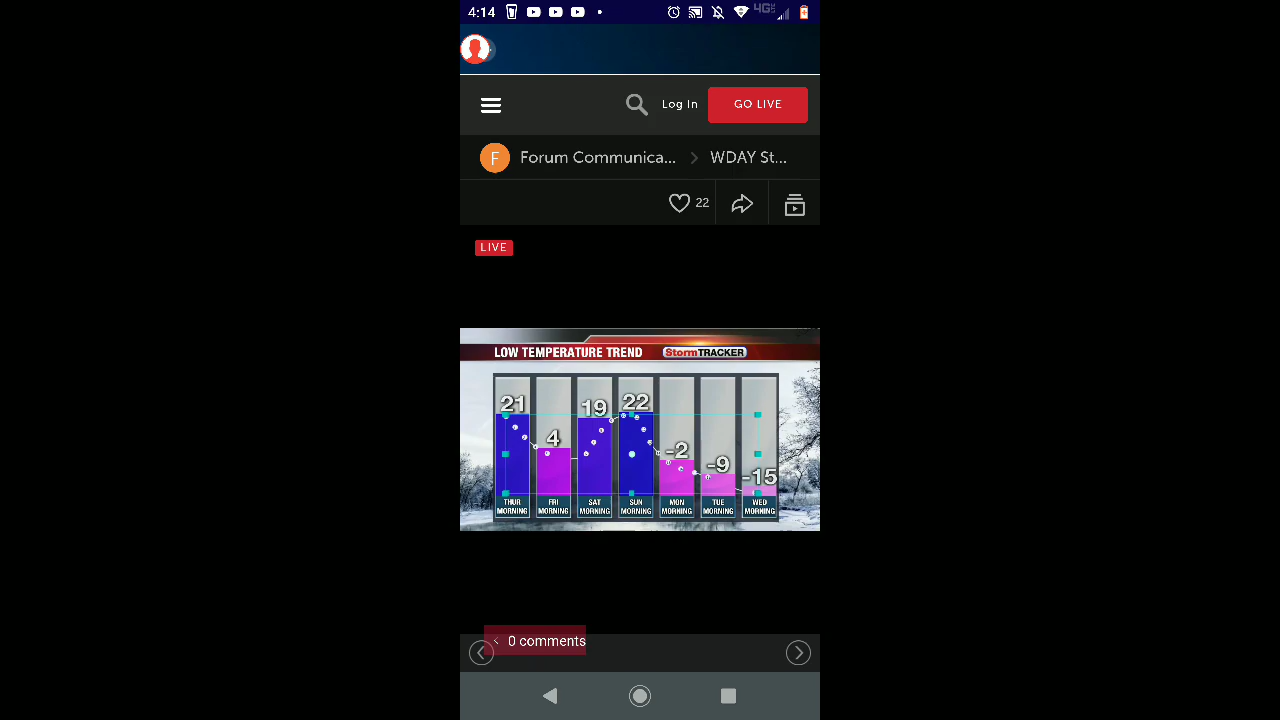 4:14
4G
Log In
GO LIVE
F
Forum Communica...
WDAY St...
22
LIVE
LOW TEMPERATURE TREND
StormTRACKER
21
4
19
22
-2
-9
-15
THUR MORNING
FRI MORNING
SAT MORNING
SUN MORNING
MON MORNING
TUE MORNING
WED MORNING
0 comments